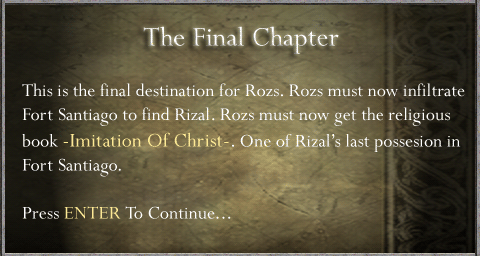 The Final Chapter
This is the final destination for Rozs. Rozs must now infiltrate
Fort Santiago to find Rizal. Rozs must now get the religious
book -Imitation Of Christ-. One of Rizal's last possesion in
Fort Santiago.
Press ENTER To Continue...